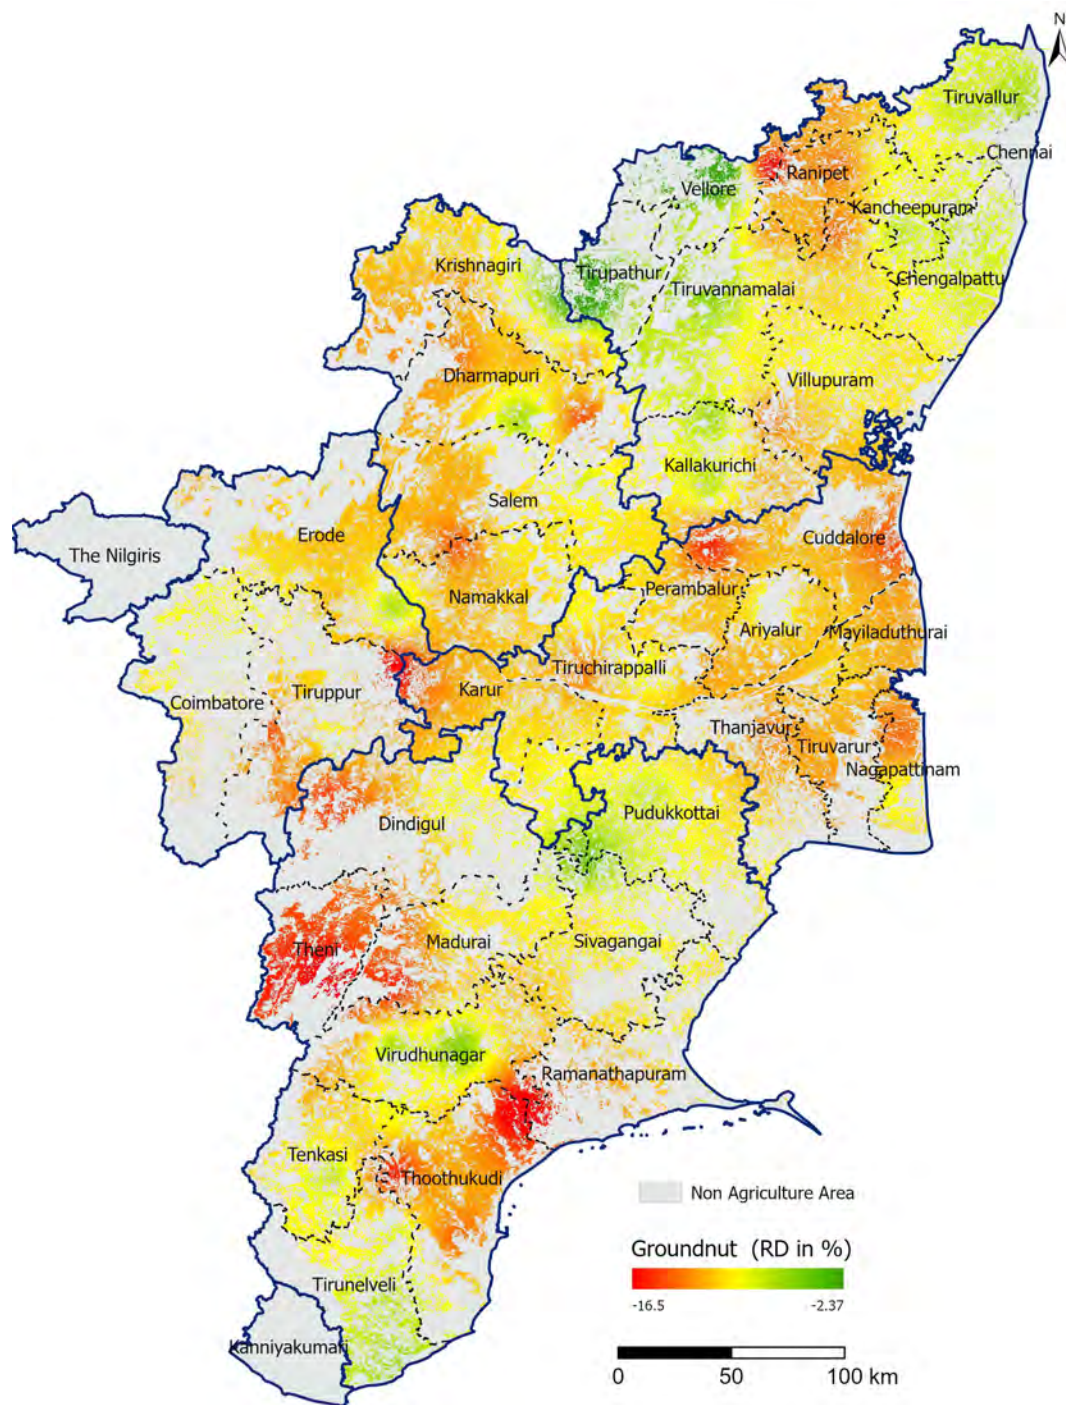 N
Tiruvallur
Chennai
Ranipet
Vellore
Kancheepuram
Krishnagiri
Tirupathur
Tiruvannamalai
Chengalpattu
Dharmapuri
Villupuram
Kallakurichi
Salem
Erode
Cuddalore
The Nilgiris
Perambalur
Namakkal
Ariyalur
Mayiladuthurai
Tiruchirappalli
Tiruppur
Karur
Coimbatore
Thanjavur
Tiruvarur
Nagapattinam
Pudukkottai
Dindigul
Theni
Madurai
Sivagangai
Virudhunagar
Ramanathapuram
Tenkasi
Thoothukudi
Tirunelveli
Kanniyakumari
Non Agriculture Area
Groundnut (RD in %)
-16.5 -2.37
0 50 100 km